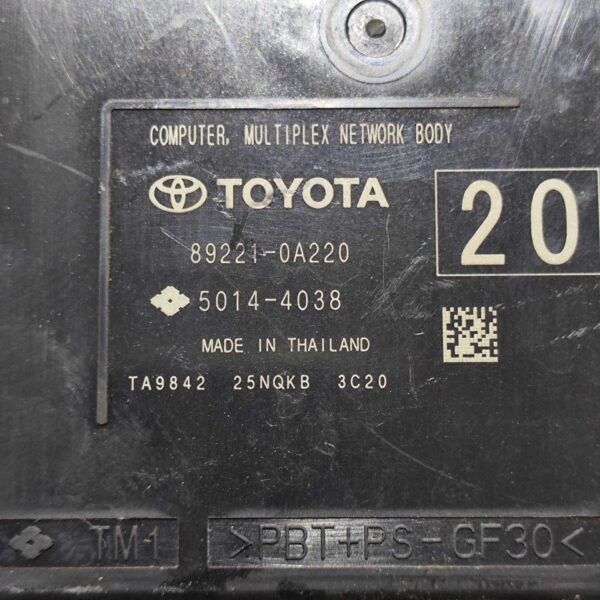 COMPUTER, MULTIPLEX NETWORK BODY
TOYOTA
20
89221-0A220
5014-4038
MADE IN THAILAND
TA9842 25NQKB 3C20
TM1
>PBT+PS-GF30<